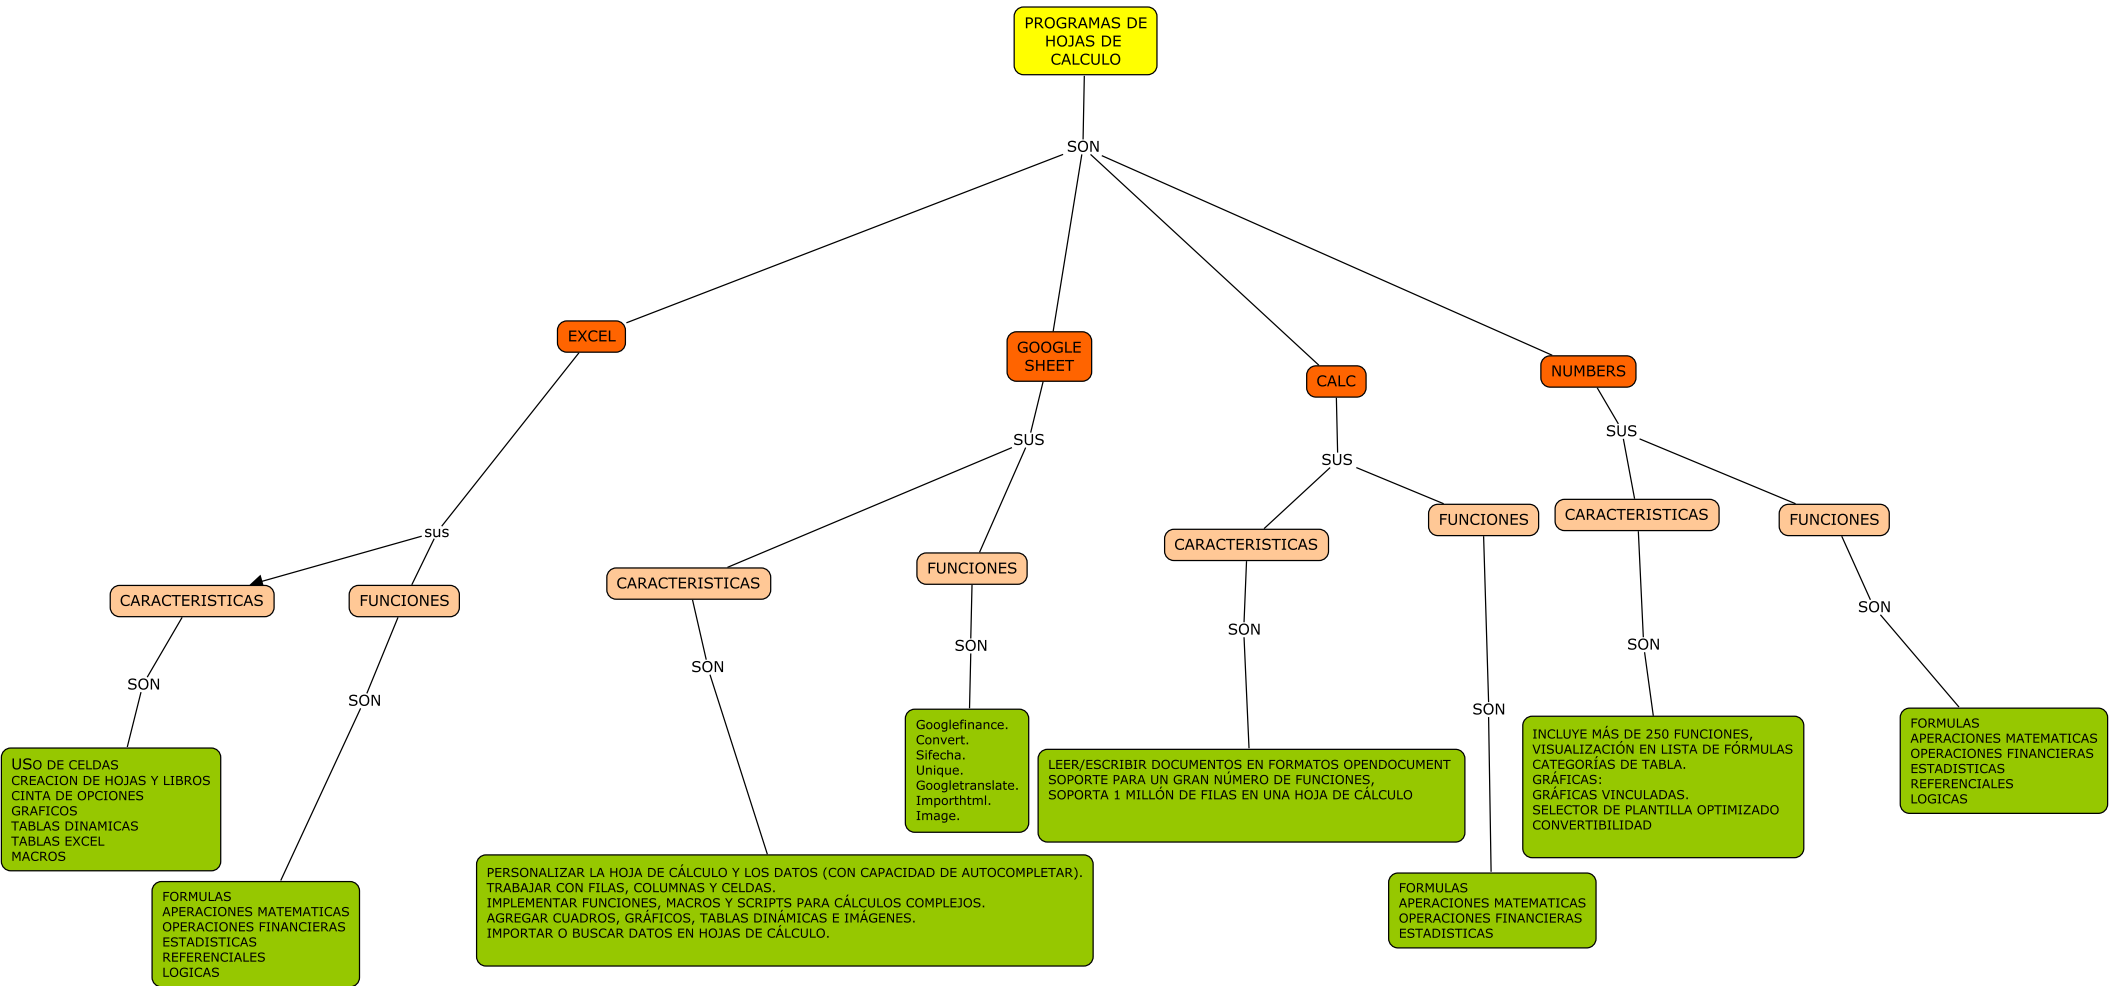 PROGRAMAS DE
HOJAS DE
CALCULO
SON
EXCEL
GOOGLE
SHEET
CALC
NUMBERS
sus
SUS
SUS
SUS
CARACTERISTICAS
FUNCIONES
CARACTERISTICAS
FUNCIONES
CARACTERISTICAS
FUNCIONES
CARACTERISTICAS
FUNCIONES
SON
SON
SON
SON
SON
SON
SON
SON
USO DE CELDAS
CREACION DE HOJAS Y LIBROS
CINTA DE OPCIONES
GRAFICOS
TABLAS DINAMICAS
TABLAS EXCEL
MACROS
FORMULAS
APERACIONES MATEMATICAS
OPERACIONES FINANCIERAS
ESTADISTICAS
REFERENCIALES
LOGICAS
PERSONALIZAR LA HOJA DE CÁLCULO Y LOS DATOS (CON CAPACIDAD DE AUTOCOMPLETAR).
TRABAJAR CON FILAS, COLUMNAS Y CELDAS.
IMPLEMENTAR FUNCIONES, MACROS Y SCRIPTS PARA CÁLCULOS COMPLEJOS.
AGREGAR CUADROS, GRÁFICOS, TABLAS DINÁMICAS E IMÁGENES.
IMPORTAR O BUSCAR DATOS EN HOJAS DE CÁLCULO.
Googlefinance.
Convert.
Sifecha.
Unique.
Googletranslate.
Importhtml.
Image.
LEER/ESCRIBIR DOCUMENTOS EN FORMATOS OPENDOCUMENT
SOPORTE PARA UN GRAN NÚMERO DE FUNCIONES,
SOPORTA 1 MILLÓN DE FILAS EN UNA HOJA DE CÁLCULO
FORMULAS
APERACIONES MATEMATICAS
OPERACIONES FINANCIERAS
ESTADISTICAS
INCLUYE MÁS DE 250 FUNCIONES,
VISUALIZACIÓN EN LISTA DE FÓRMULAS
CATEGORÍAS DE TABLA.
GRÁFICAS:
GRÁFICAS VINCULADAS.
SELECTOR DE PLANTILLA OPTIMIZADO
CONVERTIBILIDAD
FORMULAS
APERACIONES MATEMATICAS
OPERACIONES FINANCIERAS
ESTADISTICAS
REFERENCIALES
LOGICAS